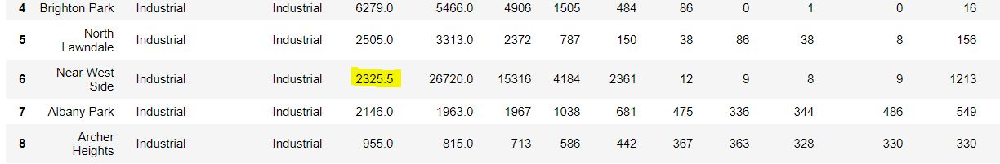 4 Brighton Park Industrial Industrial 6279.0 5466.0 4906 1505 484 86 0 1 0 16
5 North Lawndale Industrial Industrial 2505.0 3313.0 2372 787 150 38 86 38 8 156
6 Near West Side Industrial Industrial 2325.5 26720.0 15316 4184 2361 12 9 8 9 1213
7 Albany Park Industrial Industrial 2146.0 1963.0 1967 1038 681 475 336 344 486 549
8 Archer Heights Industrial Industrial 955.0 815.0 713 586 442 367 363 328 330 330